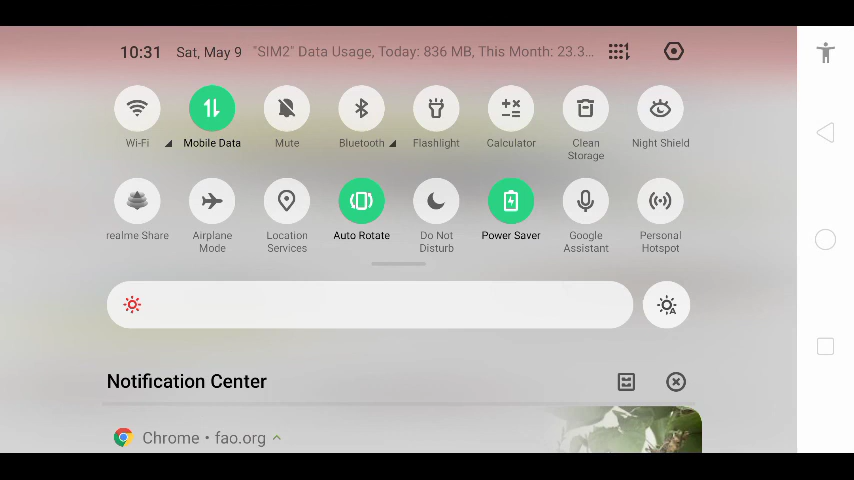 10:31 Sat, May 9 "SIM2" Data Usage, Today: 836 MB, This Month: 23.3...
Wi-Fi Mobile Data Mute Bluetooth Flashlight Calculator Clean Storage Night Shield
realme Share Airplane Mode Location Services Auto Rotate Do Not Disturb Power Saver Google Assistant Personal Hotspot
A
Notification Center
Chrome • fao.org